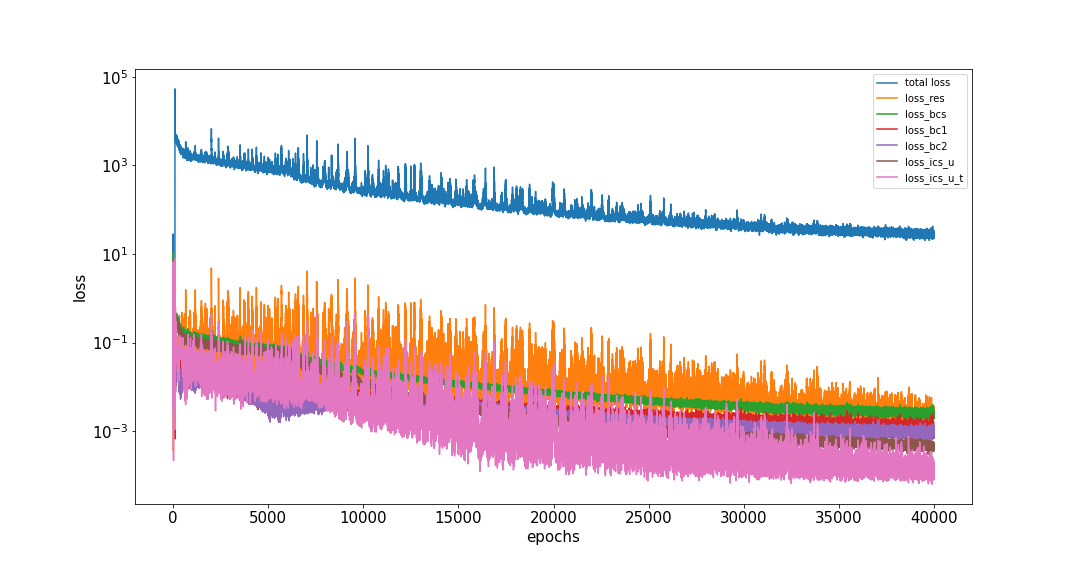 10^5
10^3
10^1
10^−1
10^−3
loss
0 5000 10000 15000 20000 25000 30000 35000 40000
epochs
total loss
loss_res
loss_bcs
loss_bc1
loss_bc2
loss_ics_u
loss_ics_u_t